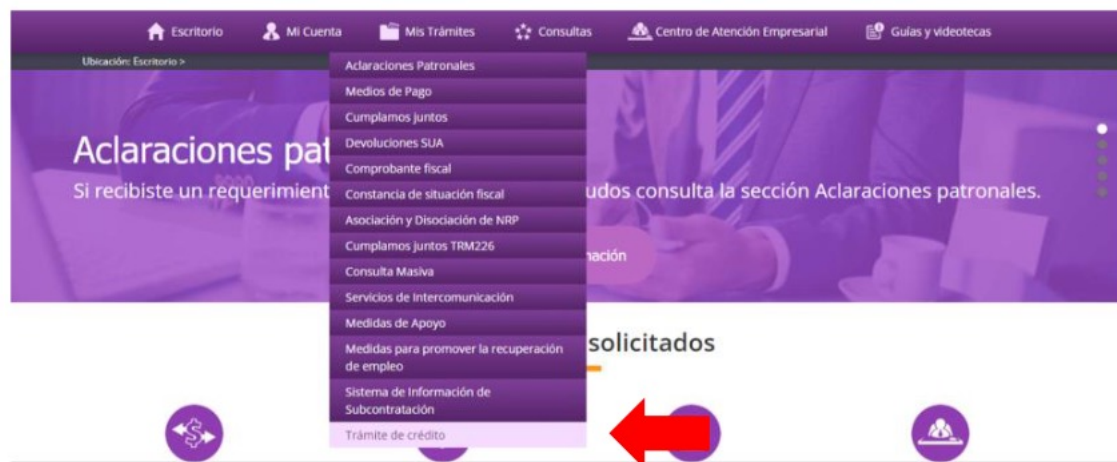 Escritorio
Mi Cuenta
Mis Trámites
Consultas
Centro de Atención Empresarial
Guías y videotecas
Ubicación: Escritorio >
Aclaraciones Patronales
Medios de Pago
Cumplamos juntos
Devoluciones SUA
Comprobante fiscal
Constancia de situación fiscal
Asociación y Disociación de NRP
Cumplamos juntos TRM226
Consulta Masiva
Servicios de Intercomunicación
Medidas de Apoyo
Medidas para promover la recuperación
de empleo
Sistema de Información de
Subcontratación
Trámite de crédito
Aclaraciones pat
Si recibiste un requerimient
udos consulta la sección Aclaraciones patronales.
nación
solicitados